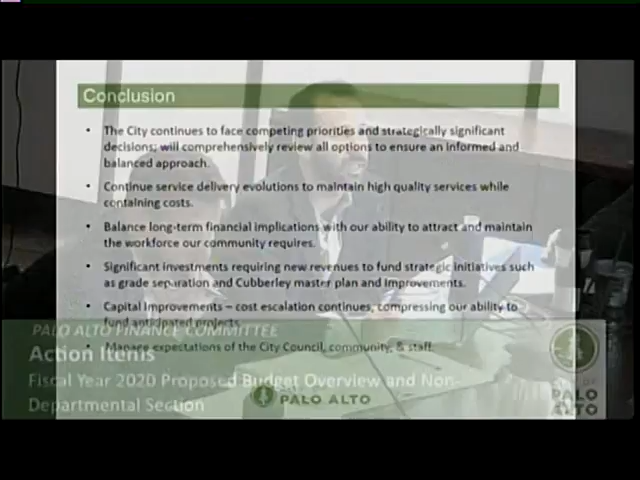 Conclusion
• The City continues to face competing priorities and strategically significant
decisions; will comprehensively review all options to ensure an informed and
balanced approach.
• Continue service delivery evolutions to maintain high quality services while
containing costs.
• Balance long-term financial implications with our ability to attract and maintain
the workforce our community requires.
• Significant investments requiring new revenues to fund strategic initiatives such
as grade separation and Cubberley master plan and Improvements.
• Capital Improvements – cost escalation continues, compressing our ability to
fund anticipated projects.
• Manage expectations of the City Council, community, & staff.
PALO ALTO FINANCE COMMITTEE
Action Items
Fiscal Year 2020 Proposed Budget Overview and Non-
Departmental Section
PALO ALTO
PALO
ALTO